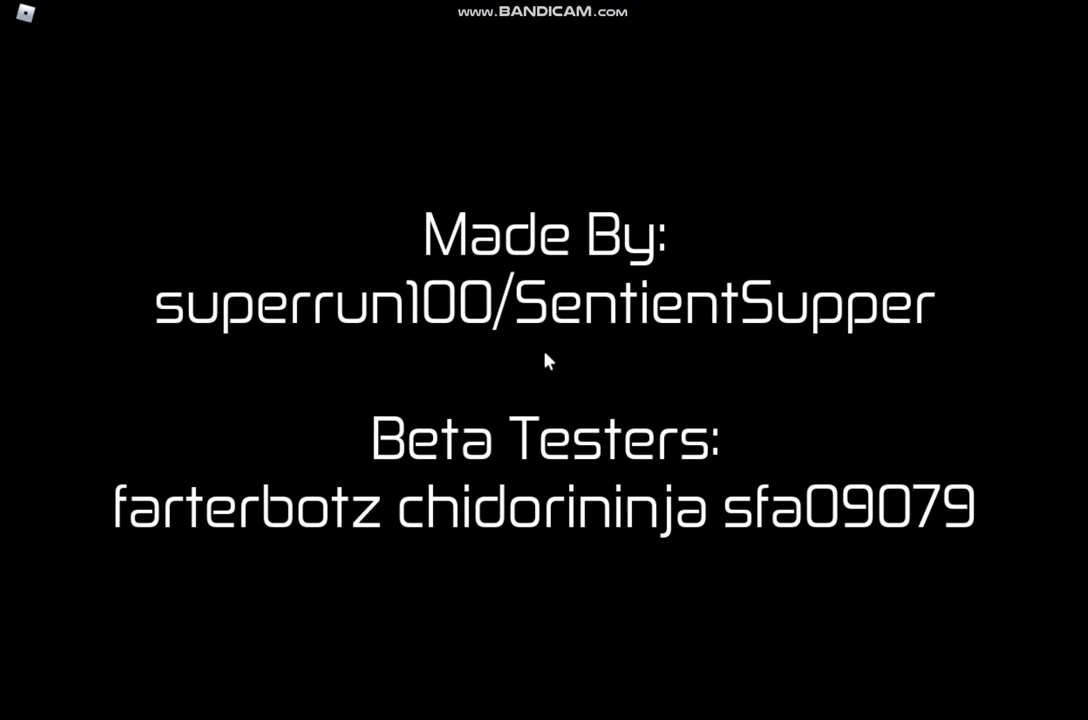 www.BANDICAM.com
Made By:
superrun100/SentientSupper
Beta Testers:
farterbotz chidorininja sfa09079